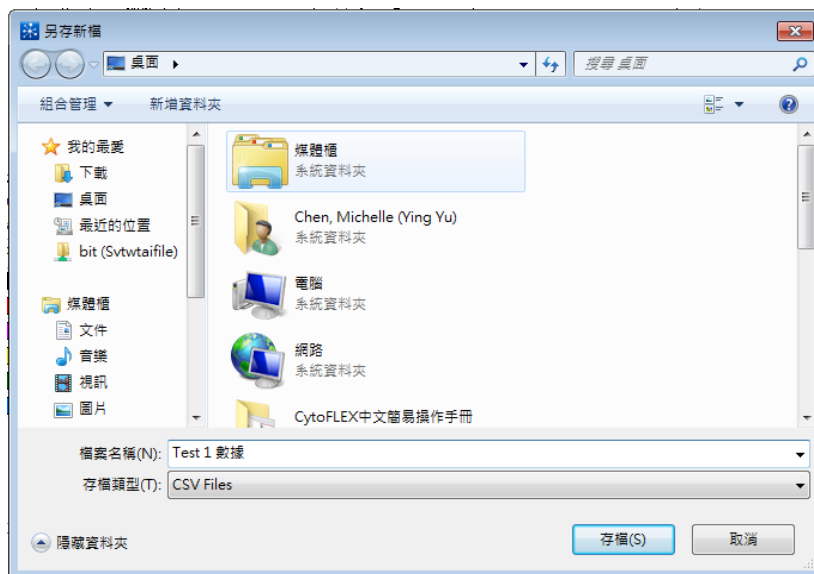 另存新檔
桌面
搜尋 桌面
組合管理
新增資料夾
我的最愛
下載
桌面
最近的位置
bit (Svtwtaifile)
媒體櫃
文件
音樂
視訊
圖片
媒體櫃
系統資料夾
Chen, Michelle (Ying Yu)
系統資料夾
電腦
系統資料夾
網路
系統資料夾
CytoFLEX中文簡易操作手冊
檔案名稱(N): Test 1 數據
存檔類型(T): CSV Files
隱藏資料夾
存檔(S)
取消